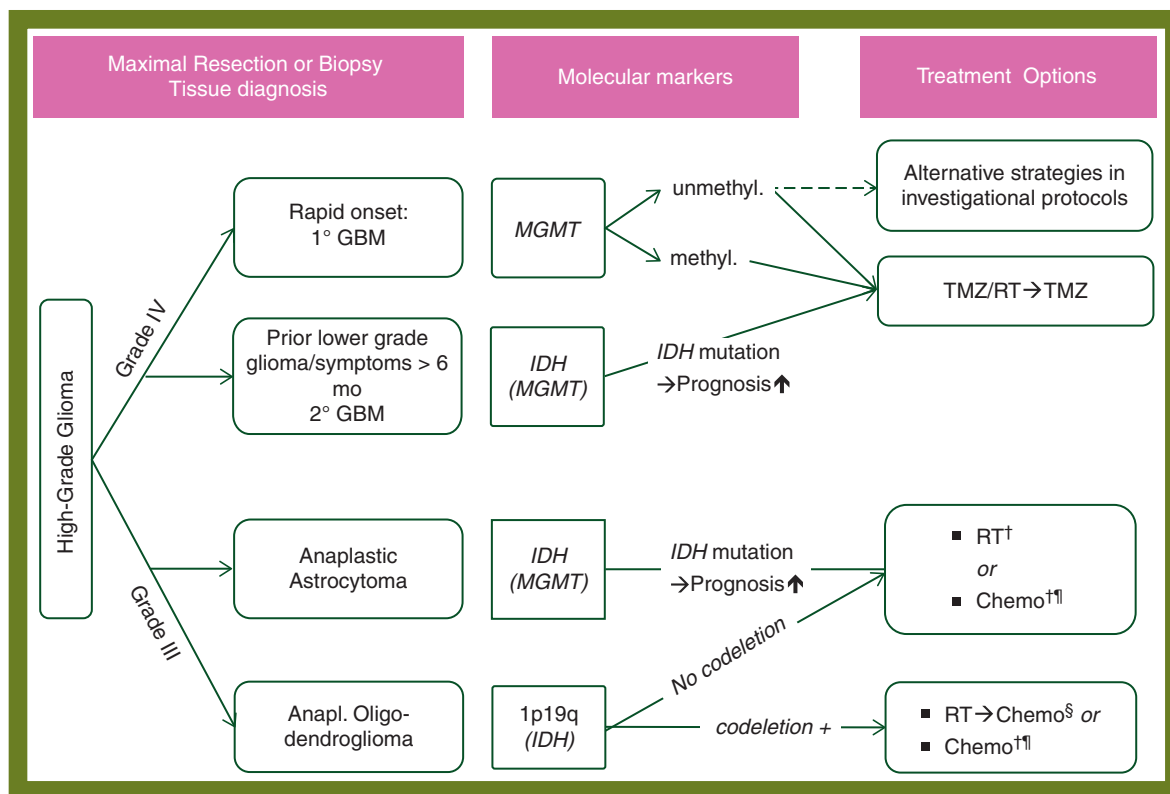 Maximal Resection or Biopsy
Tissue diagnosis
Molecular markers
Treatment Options
High-Grade Glioma
Grade IV
Grade III
Rapid onset:
1° GBM
MGMT
unmethyl.
methyl.
Alternative strategies in
investigational protocols
TMZ/RT→TMZ
Prior lower grade
glioma/symptoms > 6
mo
2° GBM
IDH
(MGMT)
IDH mutation
→Prognosis↑
Anaplastic
Astrocytoma
IDH
(MGMT)
IDH mutation
→Prognosis↑
▪ RT†
or
▪ Chemo†¶
Anapl. Oligo-
dendroglioma
1p19q
(IDH)
No codeletion
codeletion +
▪ RT→Chemo§ or
▪ Chemo†¶